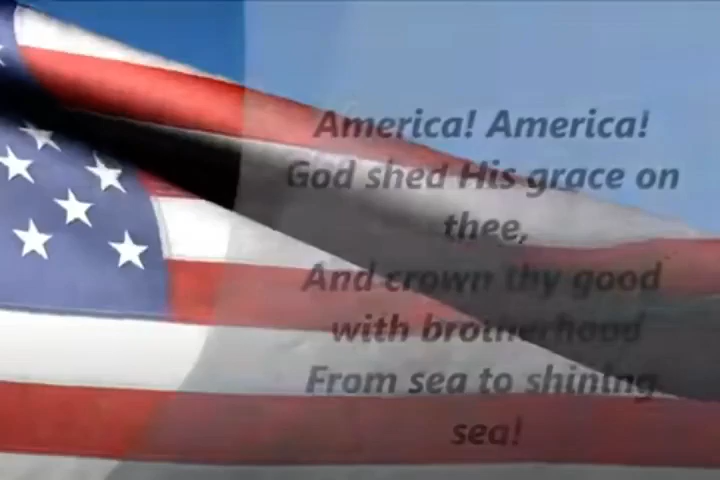 America! America!
God shed His grace on
thee,
And crown thy good
with brotherhood
From sea to shining
sea!